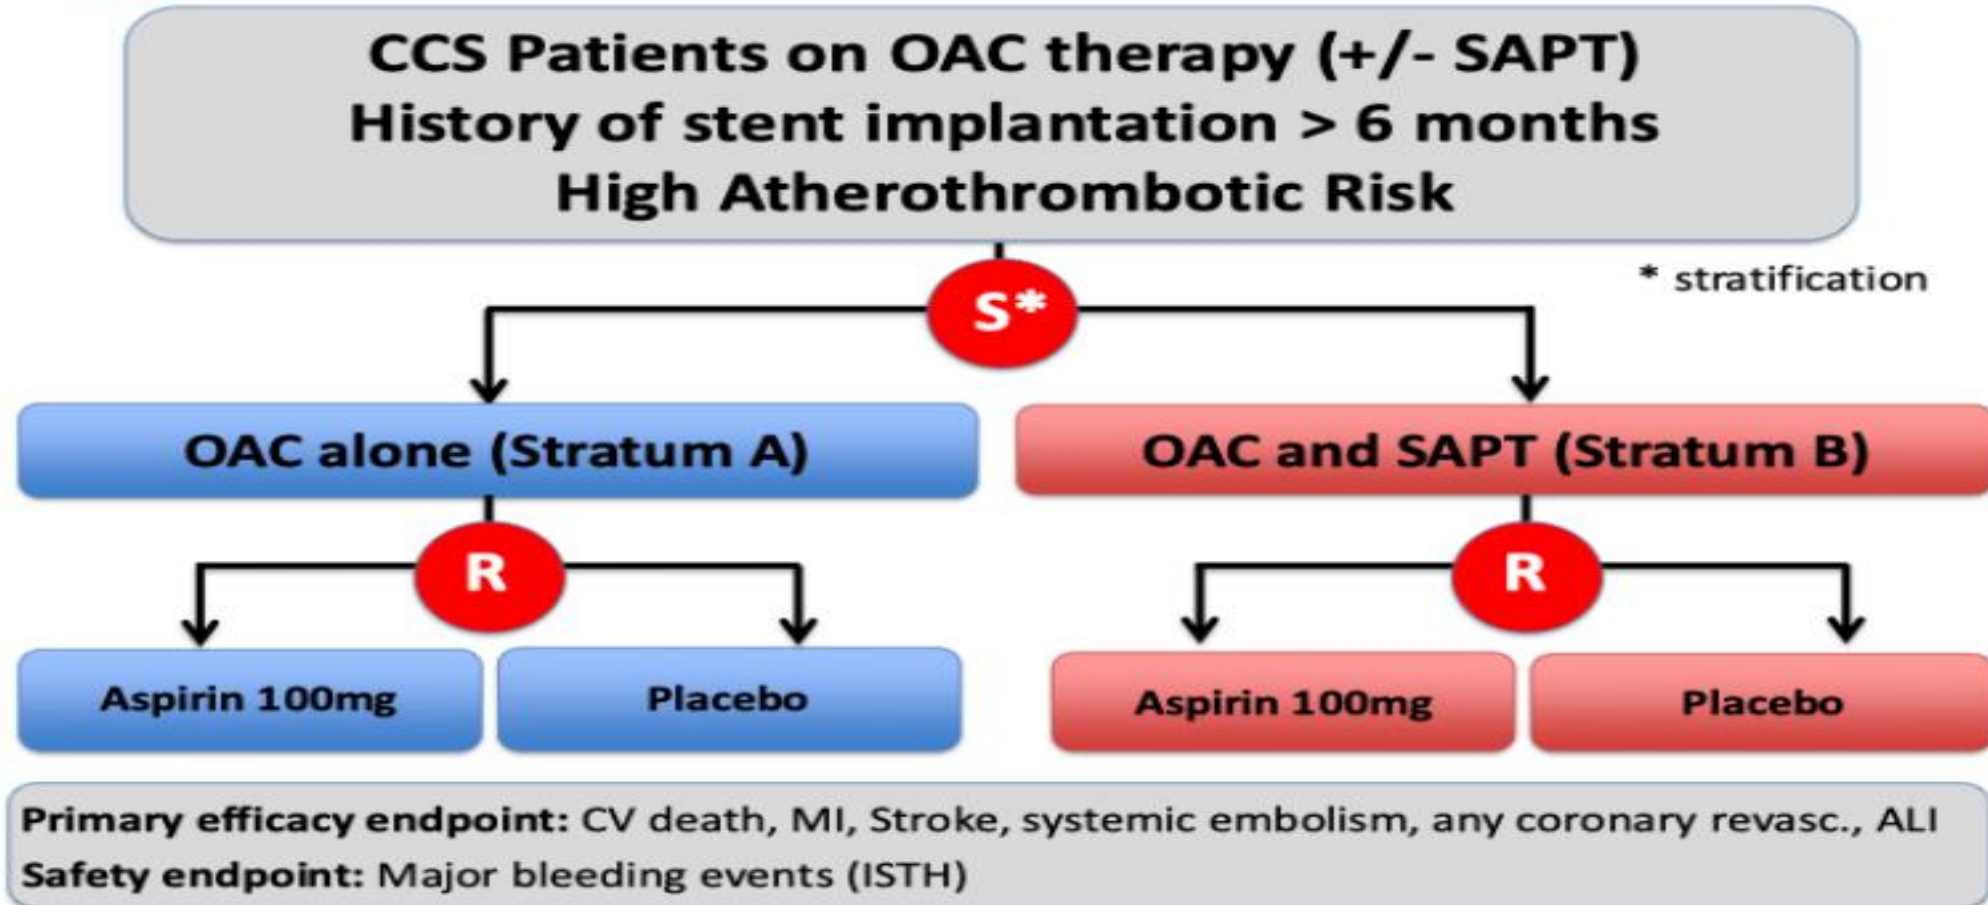 CCS Patients on OAC therapy (+/- SAPT)
History of stent implantation > 6 months
High Atherothrombotic Risk
* stratification
S*
OAC alone (Stratum A)
OAC and SAPT (Stratum B)
R
R
Aspirin 100mg
Placebo
Aspirin 100mg
Placebo
Primary efficacy endpoint: CV death, MI, Stroke, systemic embolism, any coronary revasc., ALI
Safety endpoint: Major bleeding events (ISTH)